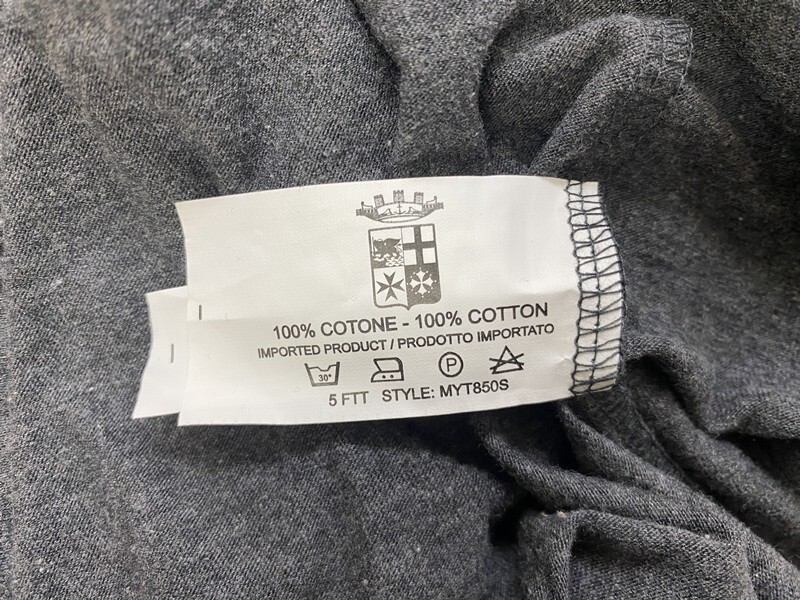 100% COTONE - 100% COTTON
IMPORTED PRODUCT / PRODOTTO IMPORTATO
30° P
5 FTT STYLE: MYT850S